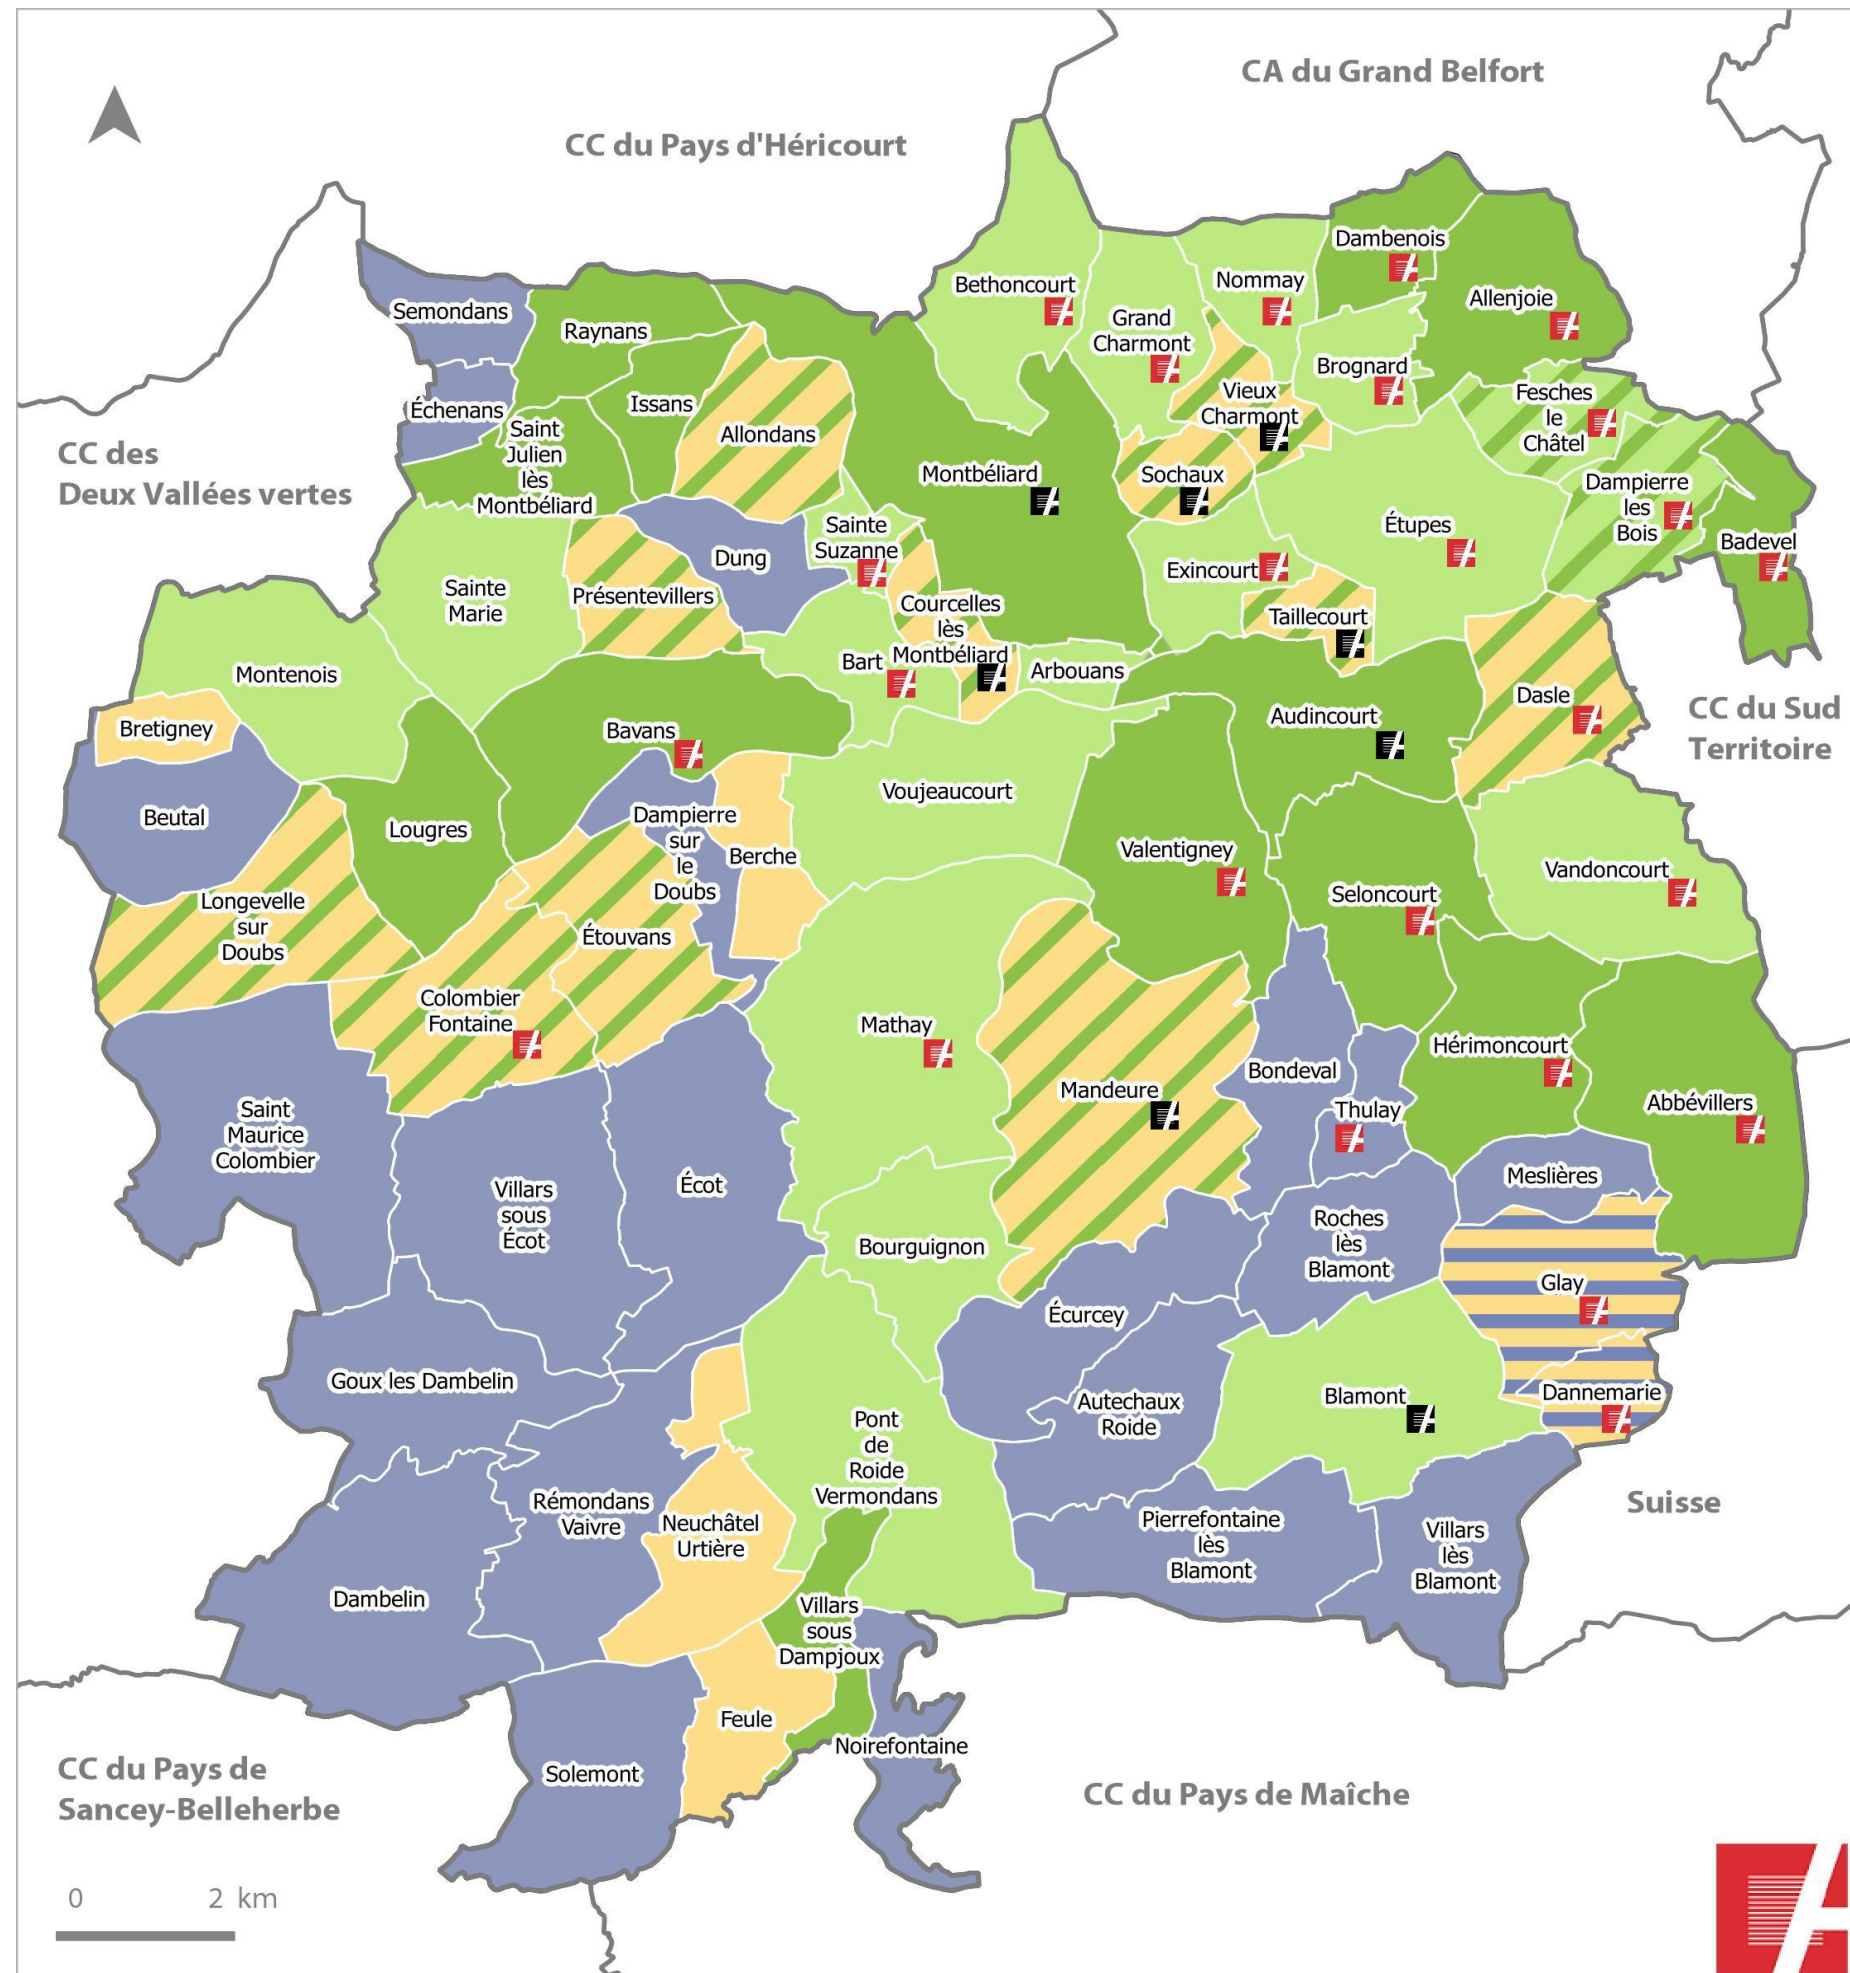 CA du Grand Belfort
CC du Pays d'Héricourt
Dambenois
Bethoncourt
Nommay
Allenjoie
Semondans
Grand
Charmont
Raynans
Brognard
Vieux
Charmont
Fesches
le
Châtel
Échenans
Issans
Saint
Julien
lès
Montbéliard
Allondans
CC des
Deux Vallées vertes
Montbéliard
Sochaux
Dampierre
les
Bois
Étupes
Badevel
Sainte
Suzanne
Dung
Exincourt
Sainte
Marie
Présentevillers
Courcelles
lès
Montbéliard
Taillecourt
Bart
Arbouans
Montenois
Dasle
CC du Sud
Territoire
Bretigney
Bavans
Audincourt
Voujeaucourt
Beutal
Lougres
Dampierre
sur
le
Doubs
Berche
Valentigney
Vandoncourt
Seloncourt
Longevelle
sur
Doubs
Étouvans
Colombier
Fontaine
Mathay
Hérimoncourt
Bondeval
Mandeure
Thulay
Abbévillers
Saint
Maurice
Colombier
Meslières
Écot
Villars
sous
Écot
Roches
lès
Blamont
Bourguignon
Glay
Écurcey
Goux les Dambelin
Dannemarie
Blamont
Autechaux
Roide
Pont
de
Roide
Vermondans
Rémondans
Vaivre
Neuchâtel
Urtière
Pierrefontaine
lès
Blamont
Villars
lès
Blamont
Suisse
Dambelin
Villars
sous
Dampjoux
Feule
Noirefontaine
Solemont
CC du Pays de
Sancey-Belleherbe
CC du Pays de Maîche
0 2 km